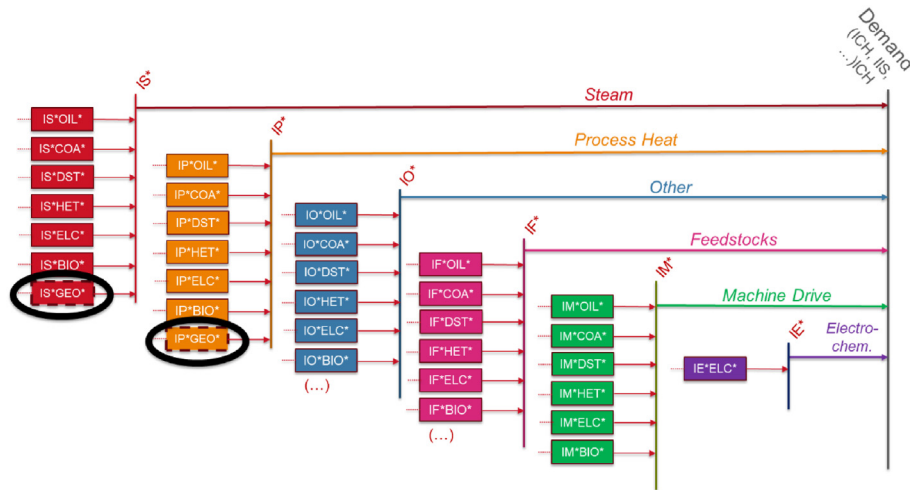 Demand
(ICH, IIS,
…)ICH
IS*
Steam
IS*OIL*
IS*COA*
IS*DST*
IS*HET*
IS*ELC*
IS*BIO*
IS*GEO*
IP*
Process Heat
IP*OIL*
IP*COA*
IP*DST*
IP*HET*
IP*ELC*
IP*BIO*
IP*GEO*
IO*
Other
IO*OIL*
IO*COA*
IO*DST*
IO*HET*
IO*ELC*
IO*BIO*
(...)
IF*
Feedstocks
IF*OIL*
IF*COA*
IF*DST*
IF*HET*
IF*ELC*
IF*BIO*
(...)
IM*
Machine Drive
IM*OIL*
IM*COA*
IM*DST*
IM*HET*
IM*ELC*
IM*BIO*
IE*
Electro-
chem.
IE*ELC*